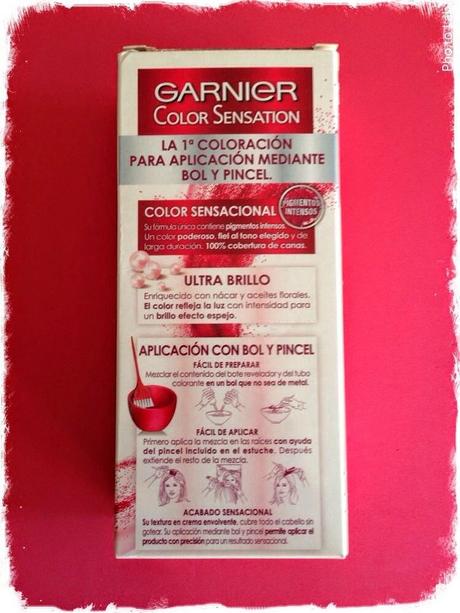 GARNIER
COLOR SENSATION
LA 1ª COLORACIÓN
PARA APLICACIÓN MEDIANTE
BOL Y PINCEL.
COLOR SENSACIONAL
PIGMENTOS
INTENSOS
Su fórmula única contiene pigmentos intensos.
Un color poderoso, fiel al tono elegido y de
larga duración. 100% cobertura de canas.
ULTRA BRILLO
Enriquecido con nácar y aceites florales.
El color refleja la luz con intensidad para
un brillo efecto espejo.
APLICACIÓN CON BOL Y PINCEL
FÁCIL DE PREPARAR
Mezclar el contenido del bote revelador y del tubo
colorante en un bol que no sea de metal.
FÁCIL DE APLICAR
Primero aplica la mezcla en las raíces con ayuda
del pincel incluido en el estuche. Después
extiende el resto de la mezcla.
ACABADO SENSACIONAL
Su textura en crema envolvente, cubre todo el cabello sin
gotear. Su aplicación mediante bol y pincel permite aplicar el
producto con precisión para un resultado sensacional.